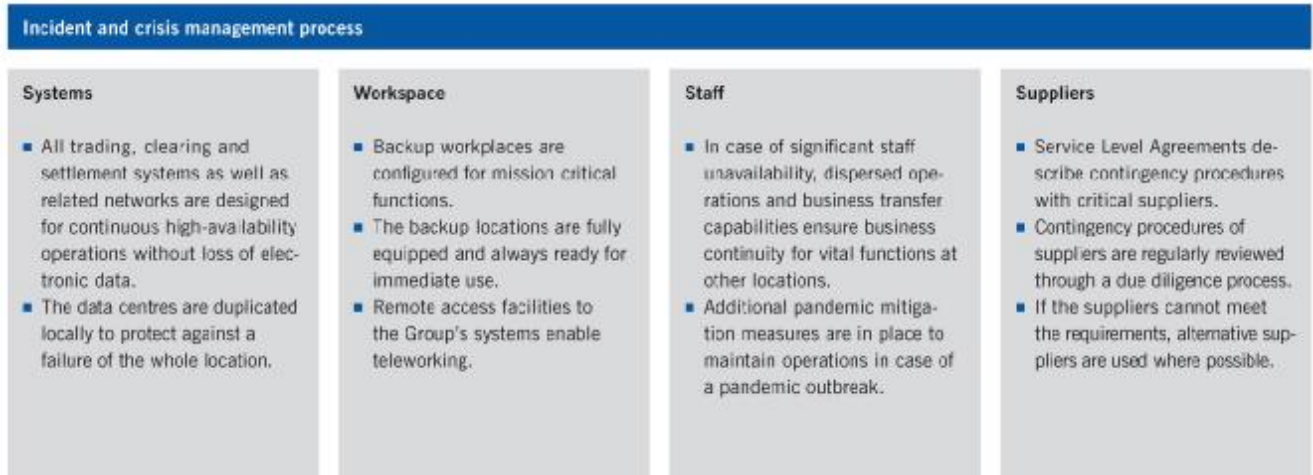 Incident and crisis management process
Systems
▪ All trading, clearing and
settlement systems as well as
related networks are designed
for continuous high-availability
operations without loss of elec-
tronic data.
▪ The data centres are duplicated
locally to protect against a
failure of the whole location.
Workspace
▪ Backup workplaces are
configured for mission critical
functions.
▪ The backup locations are fully
equipped and always ready for
immediate use.
▪ Remote access facilities to
the Group's systems enable
teleworking.
Staff
▪ In case of significant staff
unavailability, dispersed ope-
rations and business transfer
capabilities ensure business
continuity for vital functions at
other locations.
▪ Additional pandemic mitiga-
tion measures are in place to
maintain operations in case of
a pandemic outbreak.
Suppliers
▪ Service Level Agreements de-
scribe contingency procedures
with critical suppliers.
▪ Contingency procedures of
suppliers are regularly reviewed
through a due diligence process.
▪ If the suppliers cannot meet
the requirements, alternative sup-
pliers are used where possible.